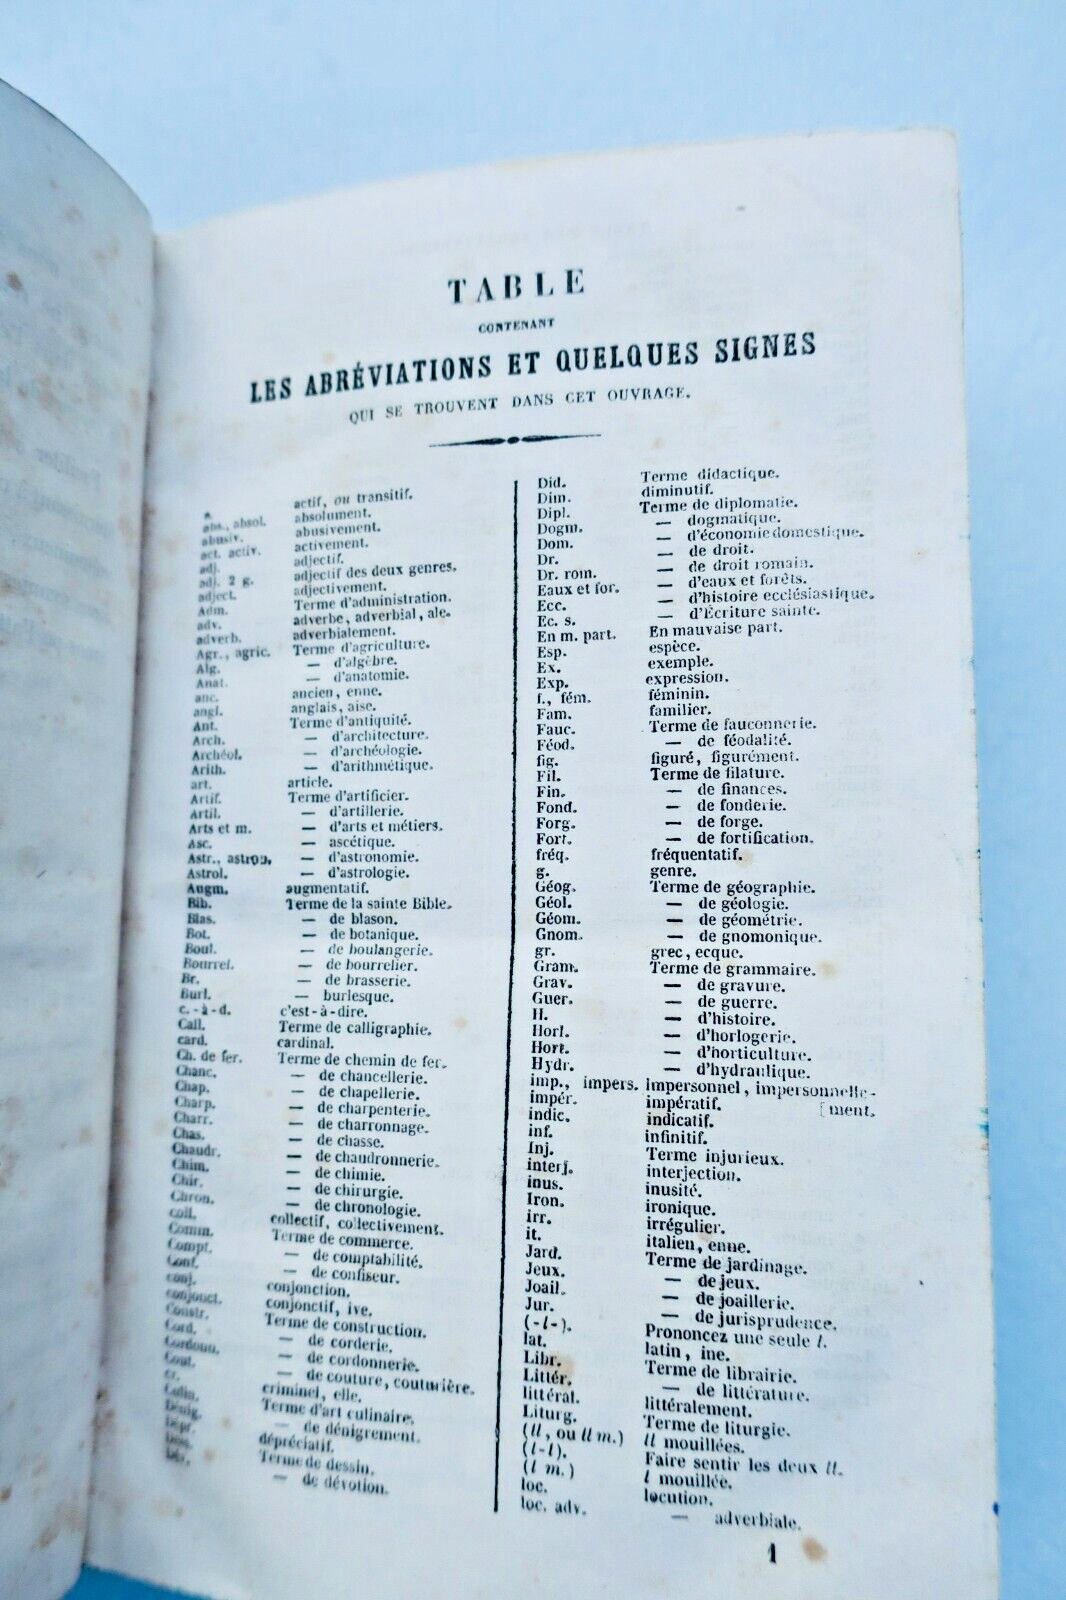 TABLE
CONTENANT
LES ABRÉVIATIONS ET QUELQUES SIGNES
QUI SE TROUVENT DANS CET OUVRAGE.
a. actif, ou transitif.
abs., absol. absolument.
abusiv. abusivement.
act. activ. activement.
adj. adjectif.
adj. 2 g. adjectif des deux genres.
adject. adjectivement.
Adm. Terme d'administration.
adv. adverbe, adverbial, ale.
adverb. adverbialement.
Agr., agric. Terme d'agriculture.
Alg. — d'algèbre.
Anat. — d'anatomie.
anc. ancien, enne.
angl. anglais, aise.
Ant. Terme d'antiquité.
Arch. — d'architecture.
Archéol. — d'archéologie.
Arith. — d'arithmétique.
art. article.
Artif. Terme d'artificier.
Artil. — d'artillerie.
Arts et m. — d'arts et métiers.
Asc. — ascétique.
Astr., astron. — d'astronomie.
Astrol. — d'astrologie.
Augm. augmentatif.
Bib. Terme de la sainte Bible.
Blas. — de blason.
Bot. — de botanique.
Boul. — de boulangerie.
Bourrel. — de bourrelier.
Br. — de brasserie.
Burl. — burlesque.
c.-à-d. c'est-à-dire.
Call. Terme de calligraphie.
card. cardinal.
Ch. de fer. Terme de chemin de fer.
Chanc. — de chancellerie.
Chap. — de chapellerie.
Charp. — de charpenterie.
Charr. — de charronnage.
Chas. — de chasse.
Chaudr. — de chaudronnerie.
Chim. — de chimie.
Chir. — de chirurgie.
Chron. — de chronologie.
coll. collectif, collectivement.
Comm. Terme de commerce.
Compt. — de comptabilité.
Conf. — de confiseur.
conj. conjonction.
conjonct. conjonctif, ive.
Constr. Terme de construction.
Cord. — de corderie.
Cordonn. — de cordonnerie.
Cout. — de couture, couturière.
cr. criminel, elle.
Culin. Terme d'art culinaire.
Dénig. — de dénigrement.
Dépr. dépréciatif.
Des. Terme de dessin.
Dév. — de dévotion.
Did. Terme didactique.
Dim. diminutif.
Dipl. Terme de diplomatie.
Dogm. — dogmatique.
Dom. — d'économie domestique.
Dr. — de droit.
Dr. rom. — de droit romain.
Eaux et for. — d'eaux et forêts.
Ecc. — d'histoire ecclésiastique.
Ec. s. — d'Écriture sainte.
En m. part. En mauvaise part.
Esp. espèce.
Ex. exemple.
Exp. expression.
f., fém. féminin.
Fam. familier.
Fauc. Terme de fauconnerie.
Féod. — de féodalité.
fig. figuré, figurément.
Fil. Terme de filature.
Fin. — de finances.
Fond. — de fonderie.
Forg. — de forge.
Fort. — de fortification.
fréq. fréquentatif.
g. genre.
Géog. Terme de géographie.
Géol. — de géologie.
Géom. — de géométrie.
Gnom. — de gnomonique.
gr. grec, ecque.
Gram. Terme de grammaire.
Grav. — de gravure.
Guer. — de guerre.
H. — d'histoire.
Horl. — d'horlogerie.
Hort. — d'horticulture.
Hydr. — d'hydraulique.
imp., impers. impersonnel, impersonnelle-
impér. impératif. [ment.
indic. indicatif.
inf. infinitif.
Inj. Terme injurieux.
interj. interjection.
inus. inusité.
Iron. ironique.
irr. irrégulier.
it. italien, enne.
Jard. Terme de jardinage.
Jeux. — de jeux.
Joail. — de joaillerie.
Jur. — de jurisprudence.
(-l-). Prononcez une seule l.
lat. latin, ine.
Libr. Terme de librairie.
Littér. — de littérature.
littéral. littéralement.
Liturg. Terme de liturgie.
(ll, ou ll m.) ll mouillées.
(l-l). Faire sentir les deux ll.
(l m.) l mouillée.
loc. locution.
loc. adv. — adverbiale.
1